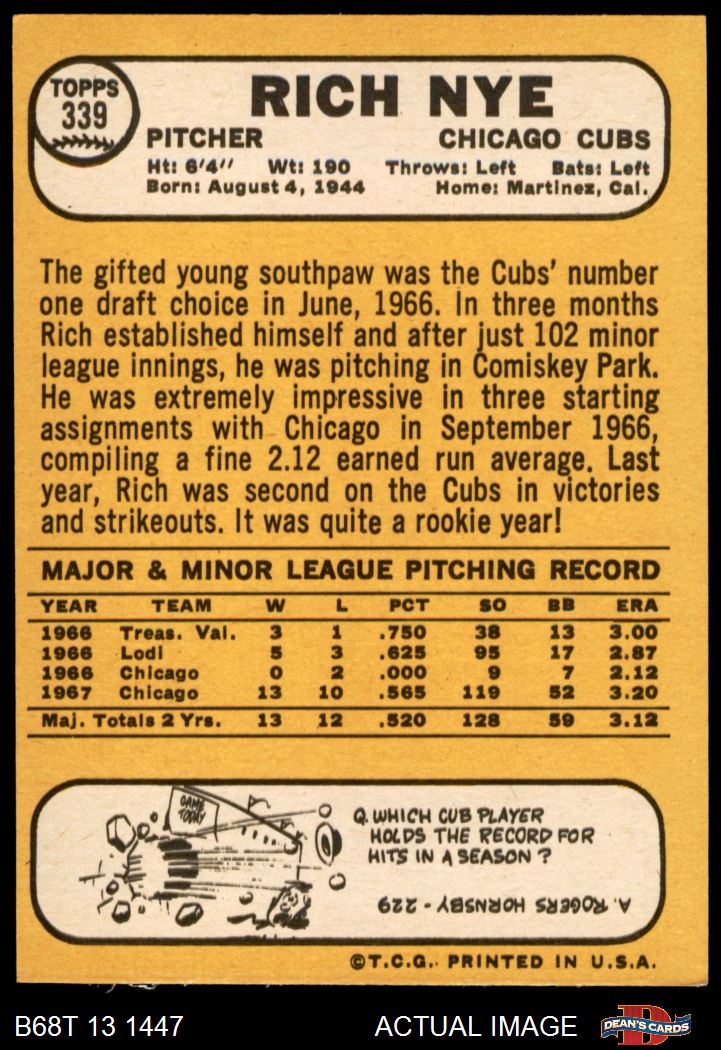 TOPPS
339
RICH NYE
PITCHER CHICAGO CUBS
Ht: 6'4'' Wt: 190 Throws: Left Bats: Left
Born: August 4, 1944 Home: Martinez, Cal.
The gifted young southpaw was the Cubs' number
one draft choice in June, 1966. In three months
Rich established himself and after just 102 minor
league innings, he was pitching in Comiskey Park.
He was extremely impressive in three starting
assignments with Chicago in September 1966,
compiling a fine 2.12 earned run average. Last
year, Rich was second on the Cubs in victories
and strikeouts. It was quite a rookie year!
MAJOR & MINOR LEAGUE PITCHING RECORD
YEAR TEAM W L PCT SO BB ERA
1966 Treas. Val. 3 1 .750 38 13 3.00
1966 Lodi 5 3 .625 95 17 2.87
1966 Chicago 0 2 .000 9 7 2.12
1967 Chicago 13 10 .565 119 52 3.20
Maj. Totals 2 Yrs. 13 12 .520 128 59 3.12
GAME
TODAY
Q. WHICH CUB PLAYER
HOLDS THE RECORD FOR
HITS IN A SEASON?
A. ROGERS HORNSBY - 229
©T.C.G. PRINTED IN U.S.A.
B68T 13 1447 ACTUAL IMAGE DEAN'S CARDS